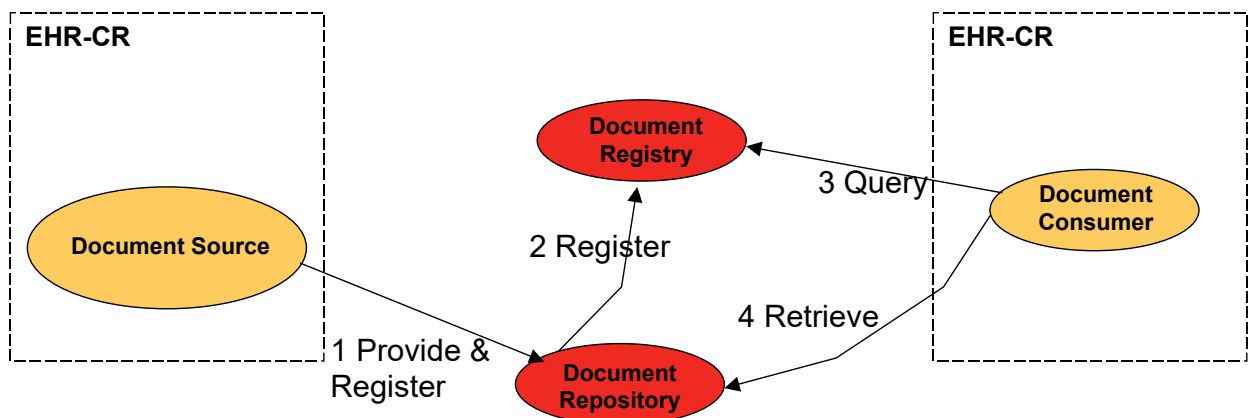 EHR-CR
EHR-CR
Document
Registry
3 Query
Document
Consumer
Document Source
2 Register
4 Retrieve
1 Provide &
Register
Document
Repository